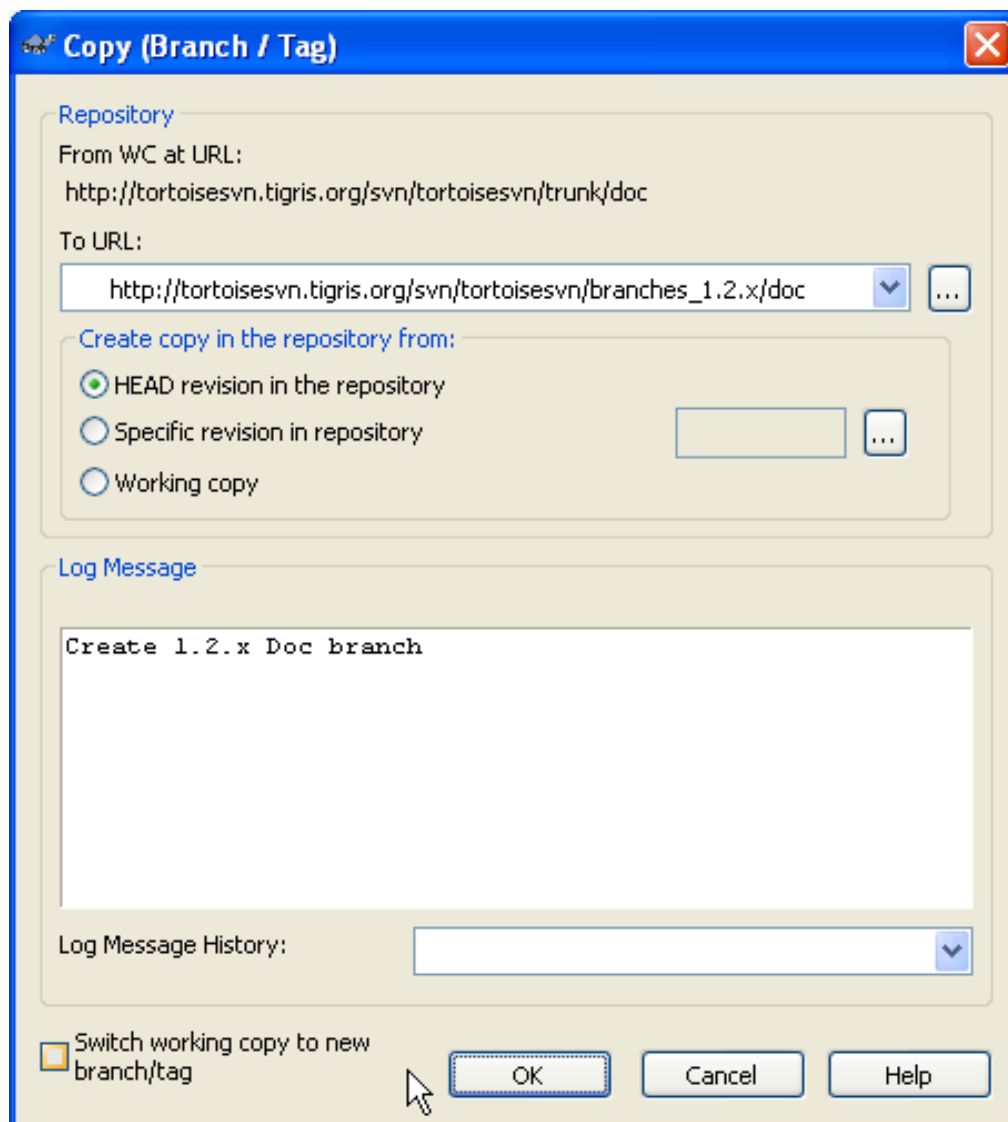 Copy (Branch / Tag)
Repository
From WC at URL:
http://tortoisesvn.tigris.org/svn/tortoisesvn/trunk/doc
To URL:
http://tortoisesvn.tigris.org/svn/tortoisesvn/branches_1.2.x/doc
...
Create copy in the repository from:
HEAD revision in the repository
Specific revision in repository
...
Working copy
Log Message
Create 1.2.x Doc branch
Log Message History:
Switch working copy to new
branch/tag
OK
Cancel
Help